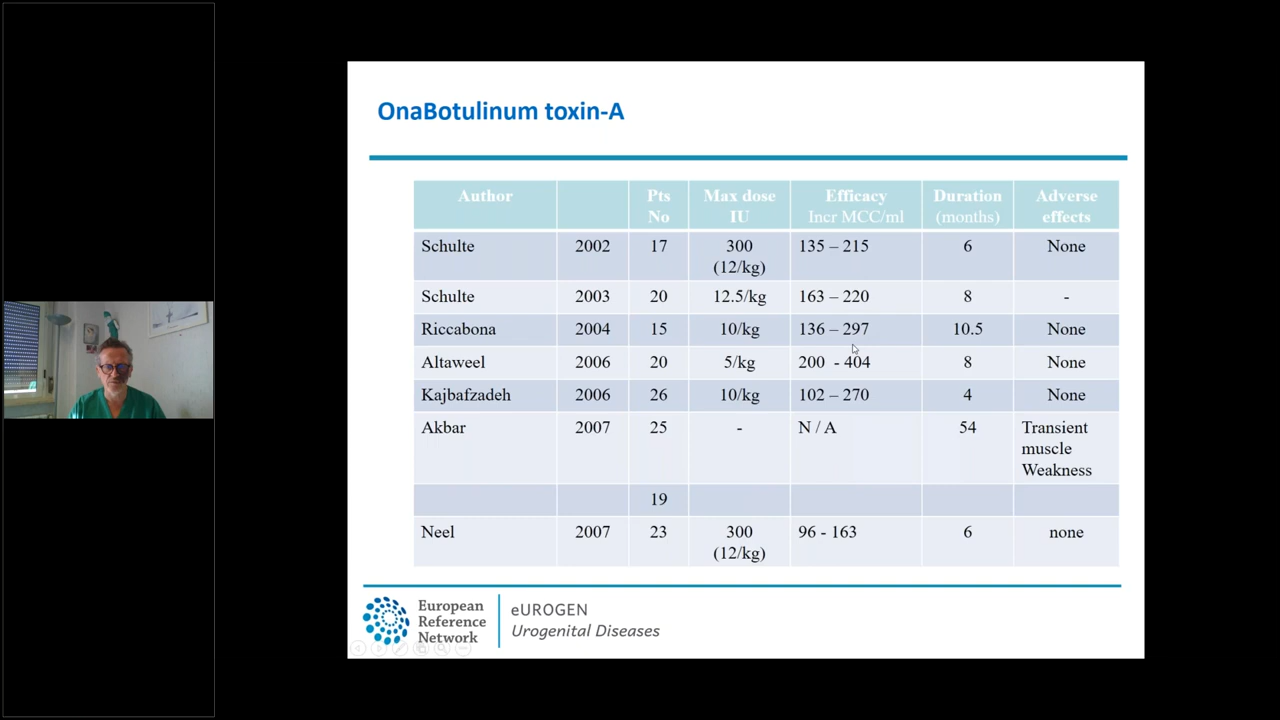 OnaBotulinum toxin-A
Author Pts No Max dose IU Efficacy Incr MCC/ml Duration (months) Adverse effects
Schulte 2002 17 300 (12/kg) 135 – 215 6 None
Schulte 2003 20 12.5/kg 163 – 220 8 -
Riccabona 2004 15 10/kg 136 – 297 10.5 None
Altaweel 2006 20 5/kg 200 - 404 8 None
Kajbafzadeh 2006 26 10/kg 102 – 270 4 None
Akbar 2007 25 - N / A 54 Transient muscle Weakness
19
Neel 2007 23 300 (12/kg) 96 - 163 6 none
European
Reference
Network
eUROGEN
Urogenital Diseases